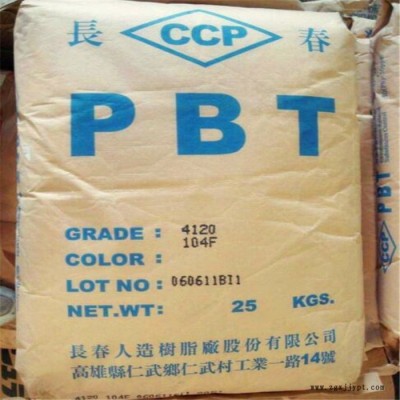 長 CCP 春
PBT
GRADE : 4120
104F
COLOR :
LOT NO : 060611BI1
NET.WT: 25 KGS.
長春人造樹脂廠股份有限公司
高雄縣仁武鄉仁武村工業一路14號
4120 104F